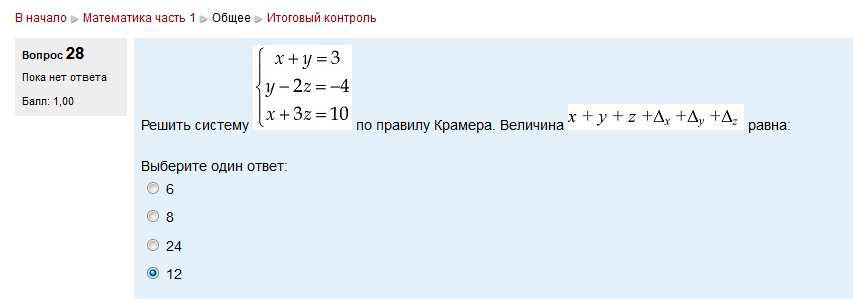 В начало ► Математика часть 1 ► Общее ► Итоговый контроль
Вопрос 28
Пока нет ответа
Балл: 1,00
x + y = 3
y − 2z = −4
x + 3z = 10
Решить систему по правилу Крамера. Величина x + y + z +Δx +Δy +Δz равна:
Выберите один ответ:
6
8
24
12